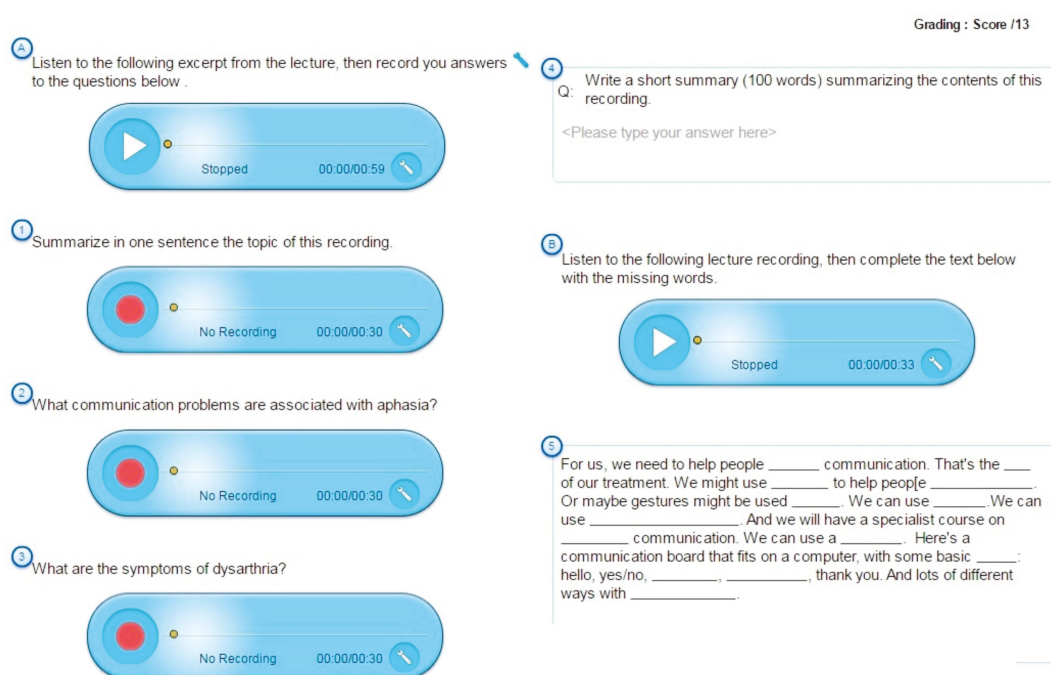 Grading : Score /13
A
Listen to the following excerpt from the lecture, then record you answers
to the questions below .
Stopped 00:00/00:59
1
Summarize in one sentence the topic of this recording.
No Recording 00:00/00:30
2
What communication problems are associated with aphasia?
No Recording 00:00/00:30
3
What are the symptoms of dysarthria?
No Recording 00:00/00:30
4
Q: Write a short summary (100 words) summarizing the contents of this
recording.
<Please type your answer here>
B
Listen to the following lecture recording, then complete the text below
with the missing words.
Stopped 00:00/00:33
5
For us, we need to help people ______ communication. That's the ___
of our treatment. We might use _______ to help peop[e ____________.
Or maybe gestures might be used ______. We can use ______.We can
use __________________. And we will have a specialist course on
________ communication. We can use a _______. Here's a
communication board that fits on a computer, with some basic _____:
hello, yes/no, ________, __________, thank you. And lots of different
ways with _____________.